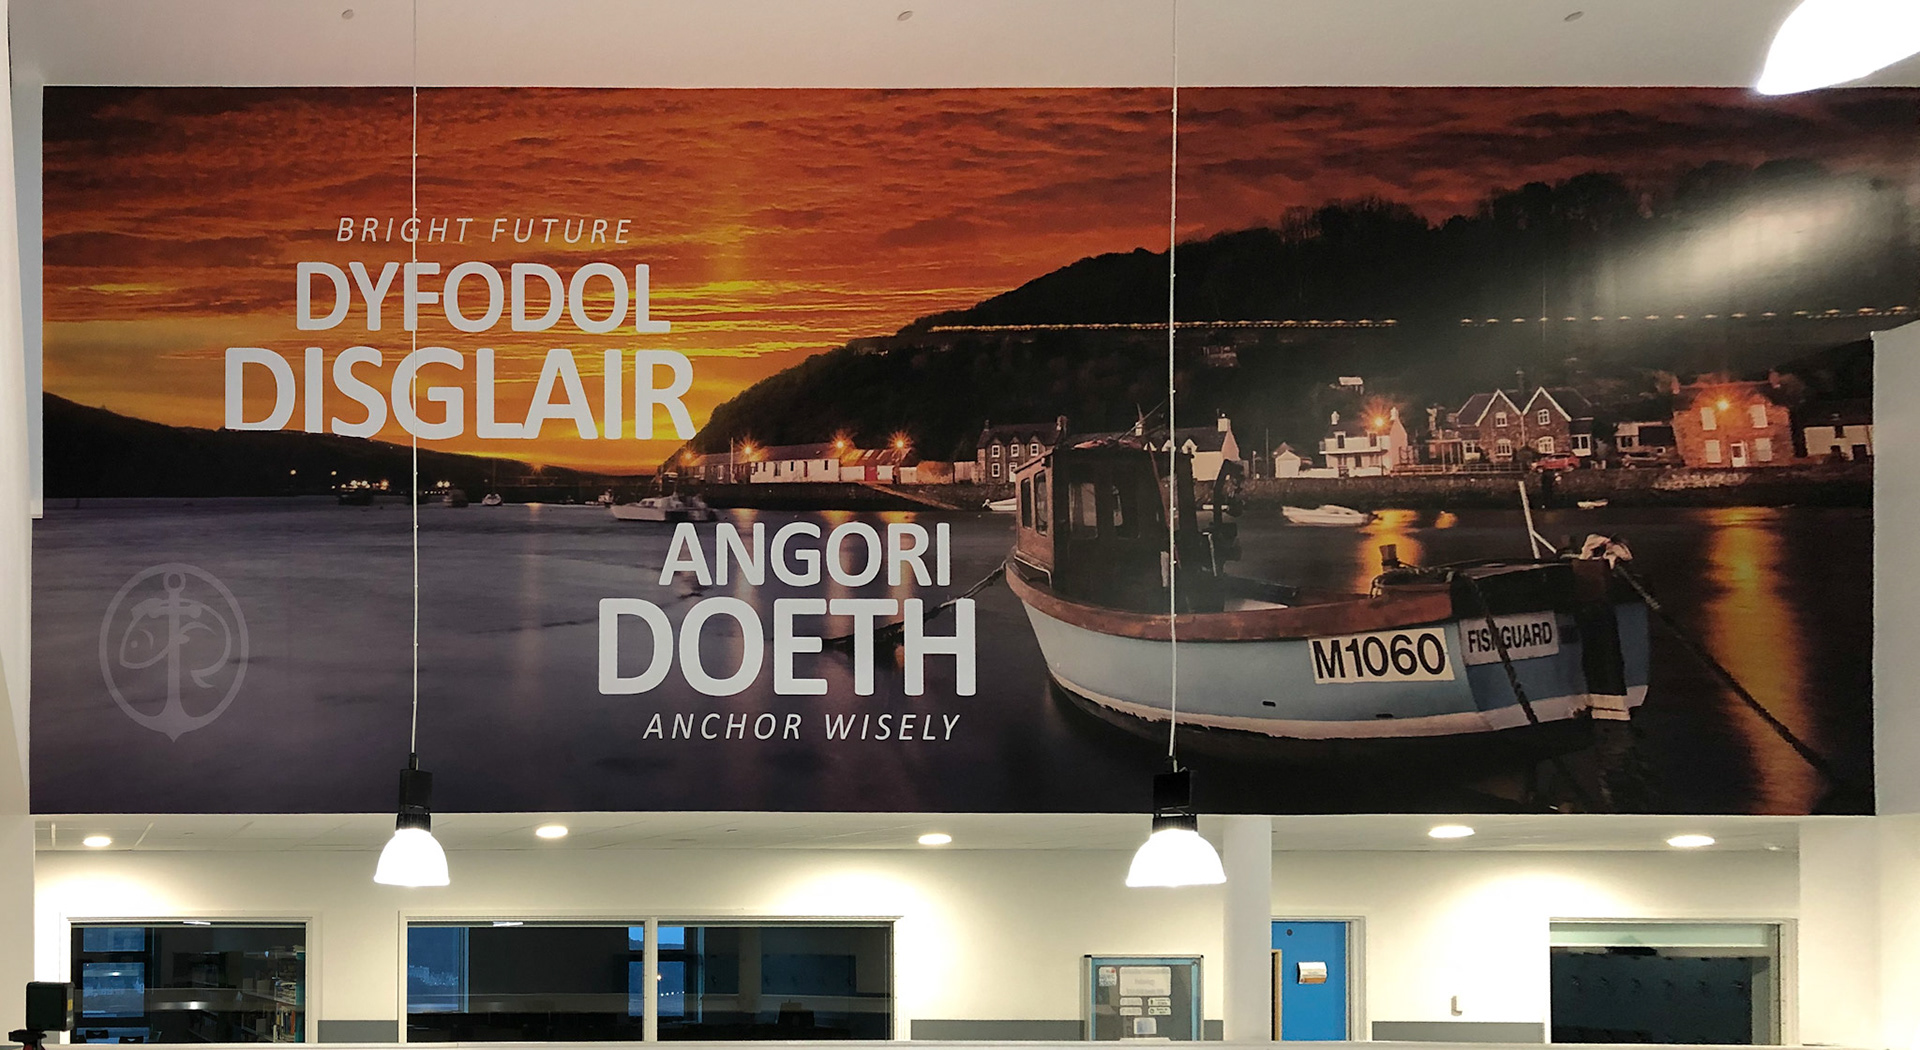 BRIGHT FUTURE
DYFODOL
DISGLAIR
ANGORI
DOETH
ANCHOR WISELY
M1060
FISHGUARD